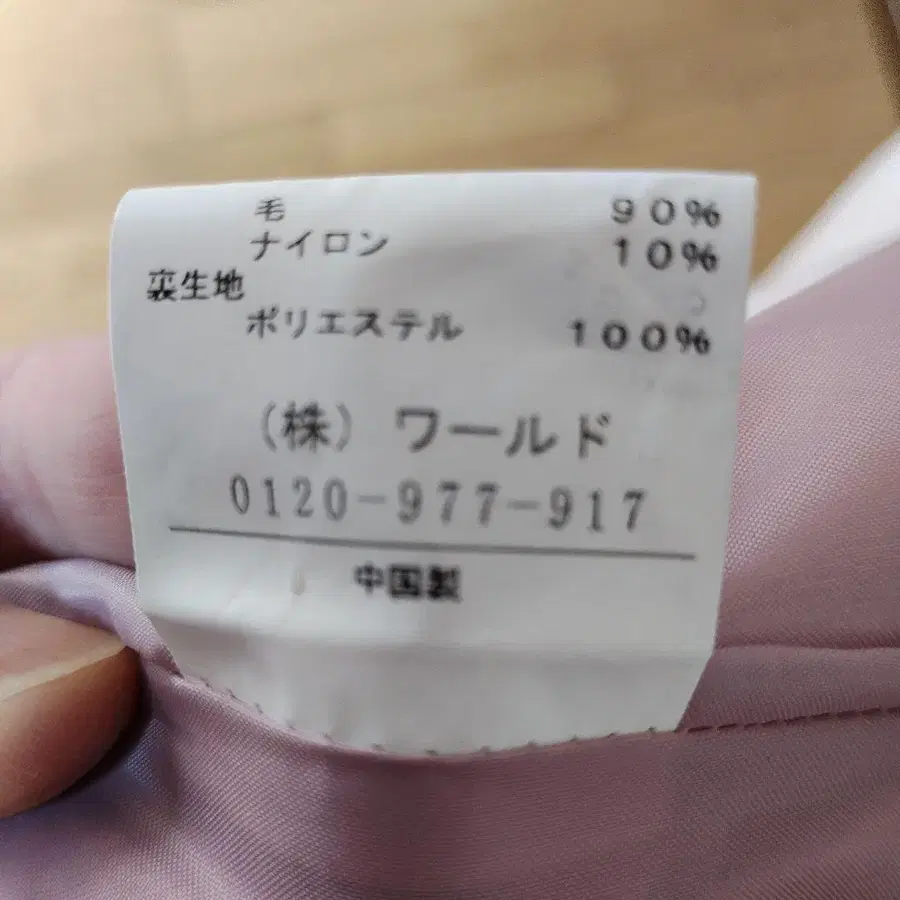 毛 90%
ナイロン 10%
裏生地
ポリエステル 100%
(株) ワールド
0120-977-917
中国製